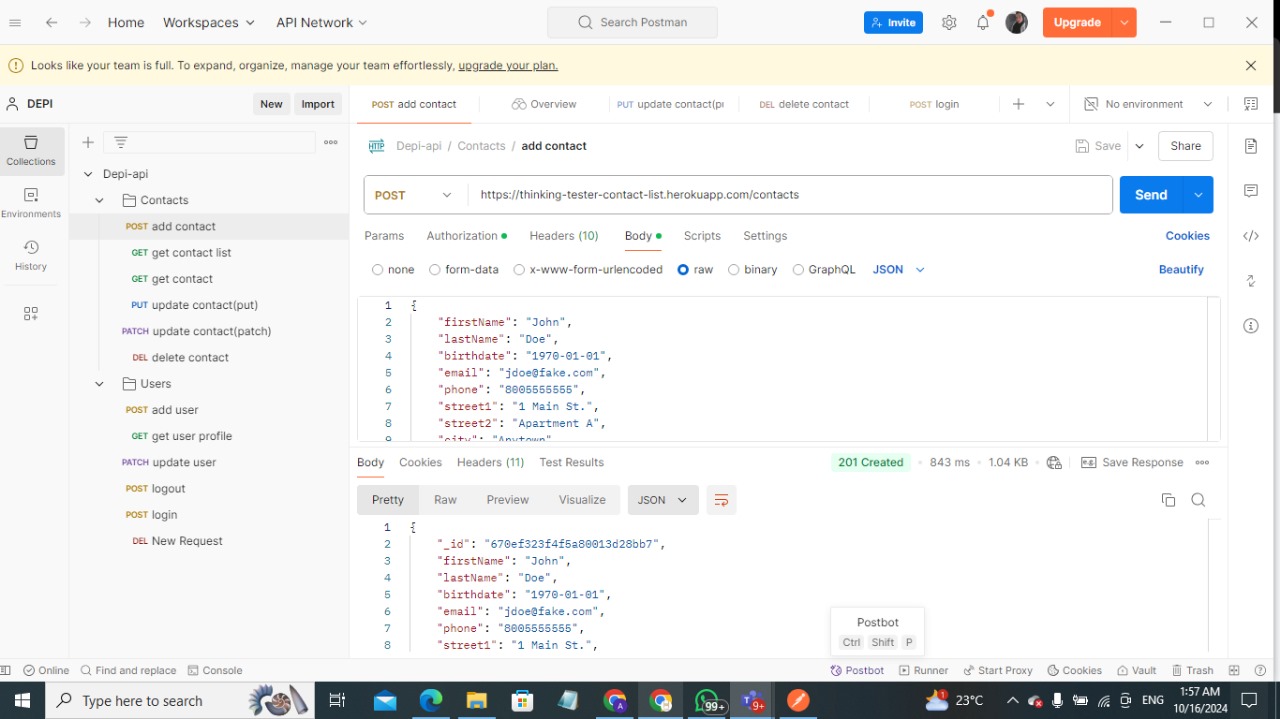 Home Workspaces API Network Search Postman Invite Upgrade
Looks like your team is full. To expand, organize, manage your team effortlessly, upgrade your plan.
DEPI New Import POST add contact Overview PUT update contact(pu DEL delete contact POST login No environment
Collections
Environments
History
Depi-api
Contacts
POST add contact
GET get contact list
GET get contact
PUT update contact(put)
PATCH update contact(patch)
DEL delete contact
Users
POST add user
GET get user profile
PATCH update user
POST logout
POST login
DEL New Request
HTTP Depi-api / Contacts / add contact Save Share
POST https://thinking-tester-contact-list.herokuapp.com/contacts Send
Params Authorization Headers (10) Body Scripts Settings Cookies
none form-data x-www-form-urlencoded raw binary GraphQL JSON Beautify
1 {
2 "firstName": "John",
3 "lastName": "Doe",
4 "birthdate": "1970-01-01",
5 "email": "jdoe@fake.com",
6 "phone": "8005555555",
7 "street1": "1 Main St.",
8 "street2": "Apartment A",
9 "city": "Anytown"
Body Cookies Headers (11) Test Results 201 Created 843 ms 1.04 KB Save Response
Pretty Raw Preview Visualize JSON
1 {
2 "_id": "670ef323f4f5a80013d28bb7",
3 "firstName": "John",
4 "lastName": "Doe",
5 "birthdate": "1970-01-01",
6 "email": "jdoe@fake.com",
7 "phone": "8005555555",
8 "street1": "1 Main St.",
Postbot
Ctrl Shift P
Online Find and replace Console Postbot Runner Start Proxy Cookies Vault Trash
Type here to search 99+ 9+ 1 23°C ENG 1:57 AM
10/16/2024